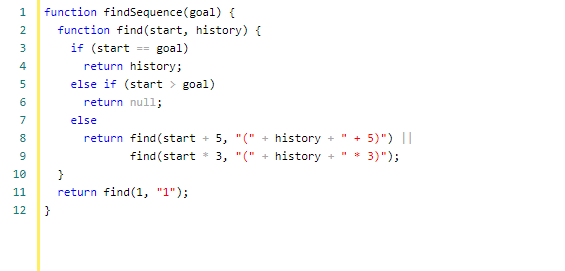 1 function findSequence(goal) {
2   function find(start, history) {
3     if (start == goal)
4       return history;
5     else if (start > goal)
6       return null;
7     else
8       return find(start + 5, "(" + history + " + 5)") ||
9              find(start * 3, "(" + history + " * 3)");
10   }
11   return find(1, "1");
12 }